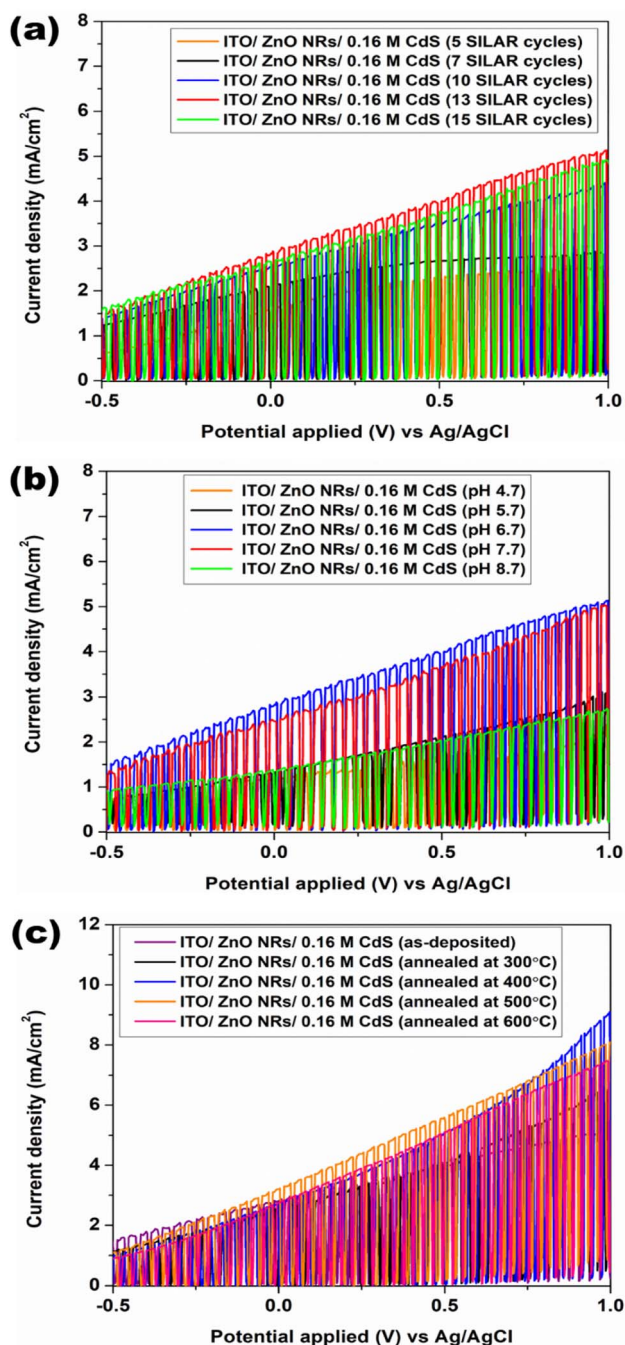 (a)
ITO/ ZnO NRs/ 0.16 M CdS (5 SILAR cycles)
ITO/ ZnO NRs/ 0.16 M CdS (7 SILAR cycles)
ITO/ ZnO NRs/ 0.16 M CdS (10 SILAR cycles)
ITO/ ZnO NRs/ 0.16 M CdS (13 SILAR cycles)
ITO/ ZnO NRs/ 0.16 M CdS (15 SILAR cycles)
Current density (mA/cm²)
8
7
6
5
4
3
2
1
0
-0.5 0.0 0.5 1.0
Potential applied (V) vs Ag/AgCl
(b)
ITO/ ZnO NRs/ 0.16 M CdS (pH 4.7)
ITO/ ZnO NRs/ 0.16 M CdS (pH 5.7)
ITO/ ZnO NRs/ 0.16 M CdS (pH 6.7)
ITO/ ZnO NRs/ 0.16 M CdS (pH 7.7)
ITO/ ZnO NRs/ 0.16 M CdS (pH 8.7)
Current density (mA/cm²)
8
7
6
5
4
3
2
1
0
-0.5 0.0 0.5 1.0
Potential applied (V) vs Ag/AgCl
(c)
ITO/ ZnO NRs/ 0.16 M CdS (as-deposited)
ITO/ ZnO NRs/ 0.16 M CdS (annealed at 300°C)
ITO/ ZnO NRs/ 0.16 M CdS (annealed at 400°C)
ITO/ ZnO NRs/ 0.16 M CdS (annealed at 500°C)
ITO/ ZnO NRs/ 0.16 M CdS (annealed at 600°C)
Current density (mA/cm²)
12
10
8
6
4
2
0
-0.5 0.0 0.5 1.0
Potential applied (V) vs Ag/AgCl